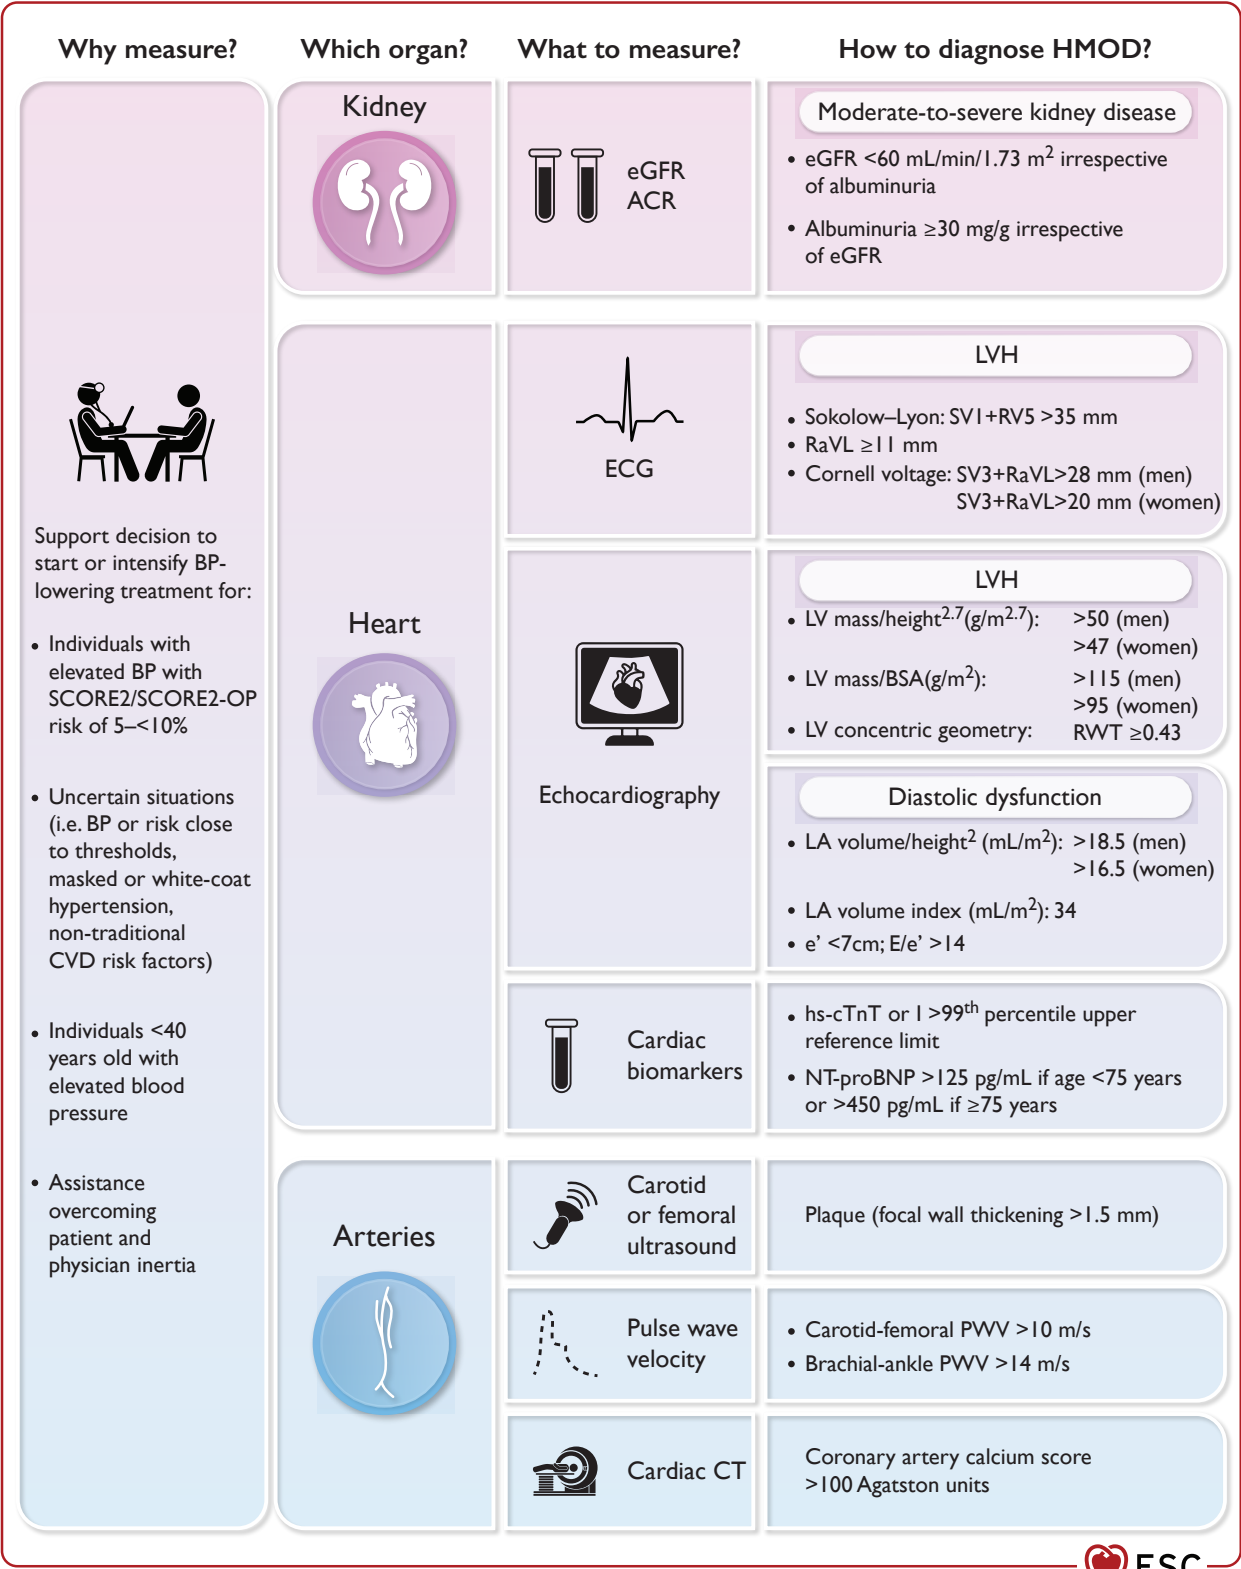 Why measure?
Which organ?
What to measure?
How to diagnose HMOD?
Support decision to
start or intensify BP-
lowering treatment for:
• Individuals with
elevated BP with
SCORE2/SCORE2-OP
risk of 5–<10%
• Uncertain situations
(i.e. BP or risk close
to thresholds,
masked or white-coat
hypertension,
non-traditional
CVD risk factors)
• Individuals <40
years old with
elevated blood
pressure
• Assistance
overcoming
patient and
physician inertia
Kidney
eGFR
ACR
Moderate-to-severe kidney disease
• eGFR <60 mL/min/1.73 m² irrespective
of albuminuria
• Albuminuria ≥30 mg/g irrespective
of eGFR
Heart
ECG
LVH
• Sokolow–Lyon: SV1+RV5 >35 mm
• RaVL ≥11 mm
• Cornell voltage: SV3+RaVL>28 mm (men)
SV3+RaVL>20 mm (women)
Echocardiography
LVH
• LV mass/height²·⁷(g/m²·⁷): >50 (men)
>47 (women)
• LV mass/BSA(g/m²): >115 (men)
>95 (women)
• LV concentric geometry: RWT ≥0.43
Diastolic dysfunction
• LA volume/height² (mL/m²): >18.5 (men)
>16.5 (women)
• LA volume index (mL/m²): 34
• e’ <7cm; E/e’ >14
Cardiac
biomarkers
• hs-cTnT or I >99th percentile upper
reference limit
• NT-proBNP >125 pg/mL if age <75 years
or >450 pg/mL if ≥75 years
Arteries
Carotid
or femoral
ultrasound
Plaque (focal wall thickening >1.5 mm)
Pulse wave
velocity
• Carotid-femoral PWV >10 m/s
• Brachial-ankle PWV >14 m/s
Cardiac CT
Coronary artery calcium score
>100 Agatston units
ESC